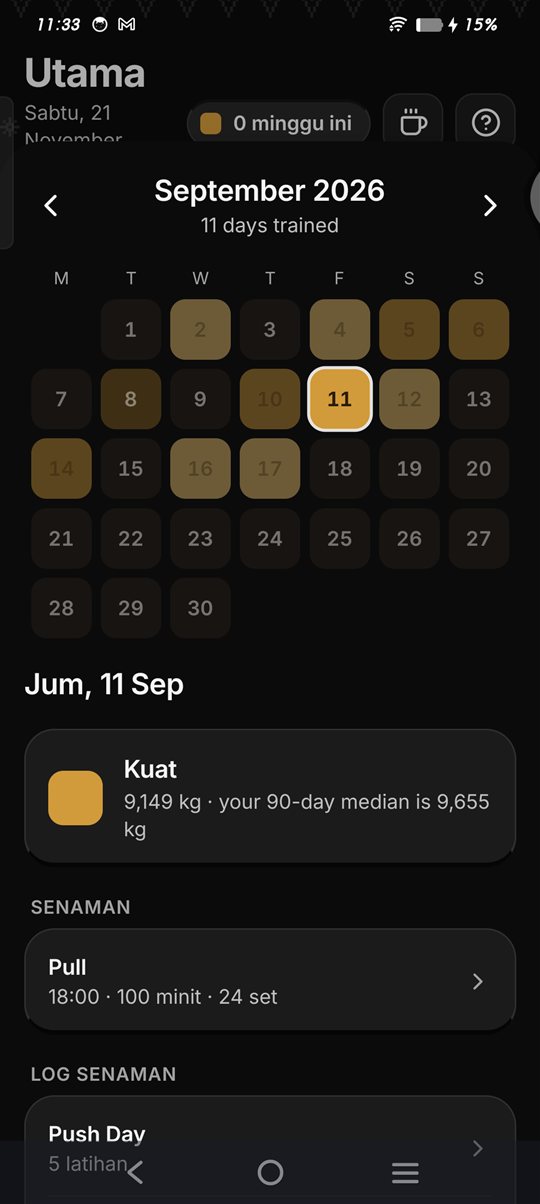 11:33
15%
Utama
Sabtu, 21
November
0 minggu ini
September 2026
11 days trained
M T W T F S S
1 2 3 4 5 6
7 8 9 10 11 12 13
14 15 16 17 18 19 20
21 22 23 24 25 26 27
28 29 30
Jum, 11 Sep
Kuat
9,149 kg · your 90-day median is 9,655
kg
SENAMAN
Pull
18:00 · 100 minit · 24 set
LOG SENAMAN
Push Day
5 latihan